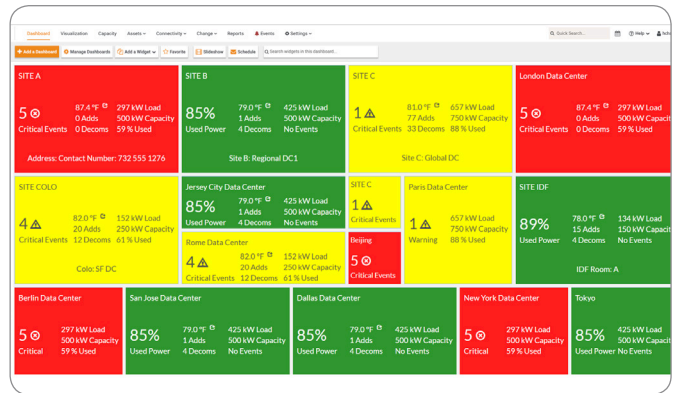 Dashboard Visualization Capacity Assets Connectivity Change Reports Events Settings Quick Search... Help
Add a Dashboard Manage Dashboards Add a Widget Favorite Slideshow Schedule Search widgets in this dashboard...
SITE A
5
Critical Events
87.4 °F
0 Adds
0 Decoms
297 kW Load
500 kW Capacity
59 % Used
Address: Contact Number: 732 555 1276
SITE B
85%
Used Power
79.0 °F
1 Adds
4 Decoms
425 kW Load
500 kW Capacity
No Events
Site B: Regional DC1
SITE C
1
Critical Events
81.0 °F
77 Adds
33 Decoms
657 kW Load
750 kW Capacity
88 % Used
Site C: Global DC
London Data Center
5
Critical Events
87.4 °F
0 Adds
0 Decoms
297 kW Load
500 kW Capacit
59 % Used
SITE COLO
4
Critical Events
82.0 °F
20 Adds
12 Decoms
152 kW Load
250 kW Capacity
61 % Used
Colo: SF DC
Jersey City Data Center
85%
Used Power
79.0 °F
1 Adds
4 Decoms
425 kW Load
500 kW Capacity
No Events
Rome Data Center
4
Critical Events
82.0 °F
20 Adds
12 Decoms
152 kW Load
250 kW Capacity
61 % Used
SITE C
1
Critical Events
Beijing
5
Critical Events
Paris Data Center
1
Warning
657 kW Load
750 kW Capacity
88 % Used
SITE IDF
89%
Used Power
78.0 °F
15 Adds
4 Decoms
134 kW Load
150 kW Capacit
No Events
IDF Room: A
Berlin Data Center
5
Critical
297 kW Load
500 kW Capacity
59 % Used
San Jose Data Center
85%
Used Power
79.0 °F
1 Adds
4 Decoms
425 kW Load
500 kW Capacity
No Events
Dallas Data Center
85%
Used Power
79.0 °F
1 Adds
4 Decoms
425 kW Load
500 kW Capacity
No Events
New York Data Center
5
Critical
297 kW Load
500 kW Capacity
59 % Used
Tokyo
85%
Used Power
425 kW Load
500 kW Capacit
No Events